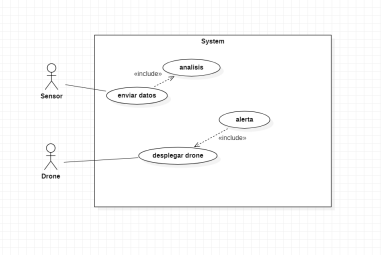 System
analisis
«include»
Sensor
enviar datos
alerta
«include»
desplegar drone
Drone